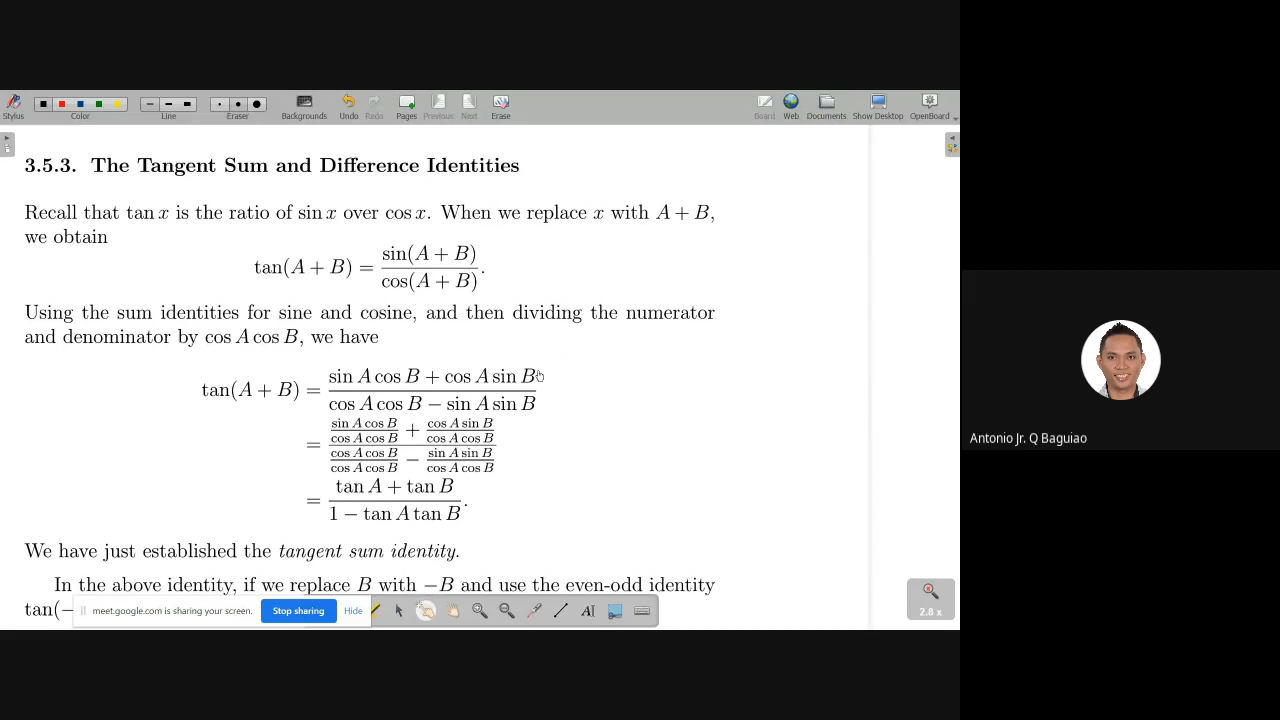 Stylus Color Line Eraser Backgrounds Undo Redo Pages Previous Next Erase Board Web Documents Show Desktop OpenBoard
3.5.3. The Tangent Sum and Difference Identities
Recall that tan x is the ratio of sin x over cos x. When we replace x with A + B,
we obtain
tan(A + B) = sin(A + B) / cos(A + B).
Using the sum identities for sine and cosine, and then dividing the numerator
and denominator by cos A cos B, we have
tan(A + B) = (sin A cos B + cos A sin B) / (cos A cos B − sin A sin B)
= (sin A cos B / cos A cos B + cos A sin B / cos A cos B) / (cos A cos B / cos A cos B − sin A sin B / cos A cos B)
= (tan A + tan B) / (1 − tan A tan B).
We have just established the tangent sum identity.
In the above identity, if we replace B with −B and use the even-odd identity
tan(−
meet.google.com is sharing your screen. Stop sharing Hide
AI
2.8 x
Antonio Jr. Q Baguiao